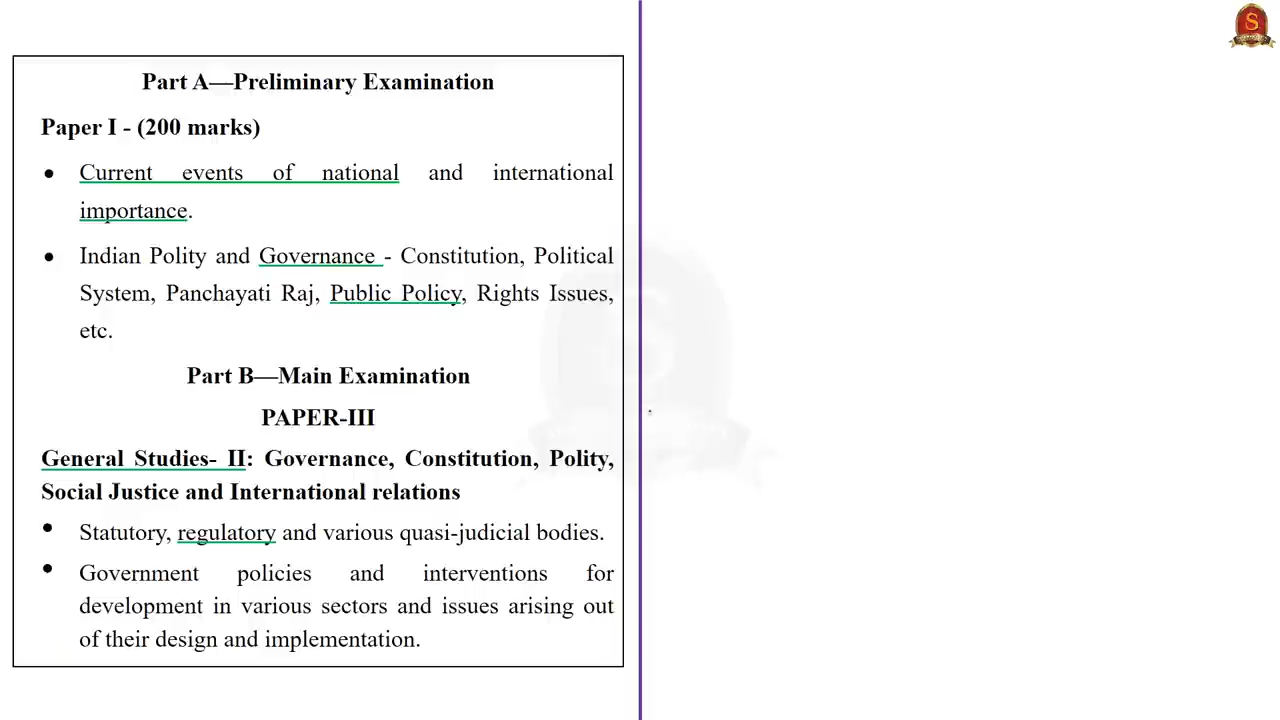 Part A—Preliminary Examination
Paper I - (200 marks)
• Current events of national and international
importance.
• Indian Polity and Governance - Constitution, Political
System, Panchayati Raj, Public Policy, Rights Issues,
etc.
Part B—Main Examination
PAPER-III
General Studies- II: Governance, Constitution, Polity,
Social Justice and International relations
• Statutory, regulatory and various quasi-judicial bodies.
• Government policies and interventions for
development in various sectors and issues arising out
of their design and implementation.
S